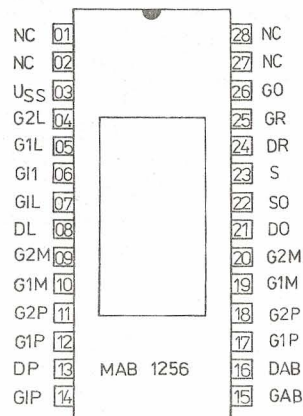 NC 01 28 NC
NC 02 27 NC
USS 03 26 GO
G2L 04 25 GR
G1L 05 24 DR
GI1 06 23 S
GIL 07 22 SO
DL 08 21 DO
G2M 09 20 G2M
G1M 10 19 G1M
G2P 11 18 G2P
G1P 12 17 G1P
DP 13 MAB 1256 16 DAB
GIP 14 15 GAB